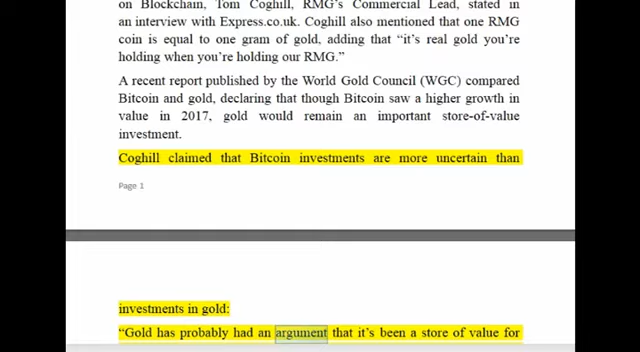 on Blockchain, Tom Coghill, RMG's Commercial Lead, stated in
an interview with Express.co.uk. Coghill also mentioned that one RMG
coin is equal to one gram of gold, adding that “it's real gold you're
holding when you're holding our RMG.”
A recent report published by the World Gold Council (WGC) compared
Bitcoin and gold, declaring that though Bitcoin saw a higher growth in
value in 2017, gold would remain an important store-of-value
investment.
Coghill claimed that Bitcoin investments are more uncertain than
Page 1
investments in gold:
“Gold has probably had an argument that it's been a store of value for